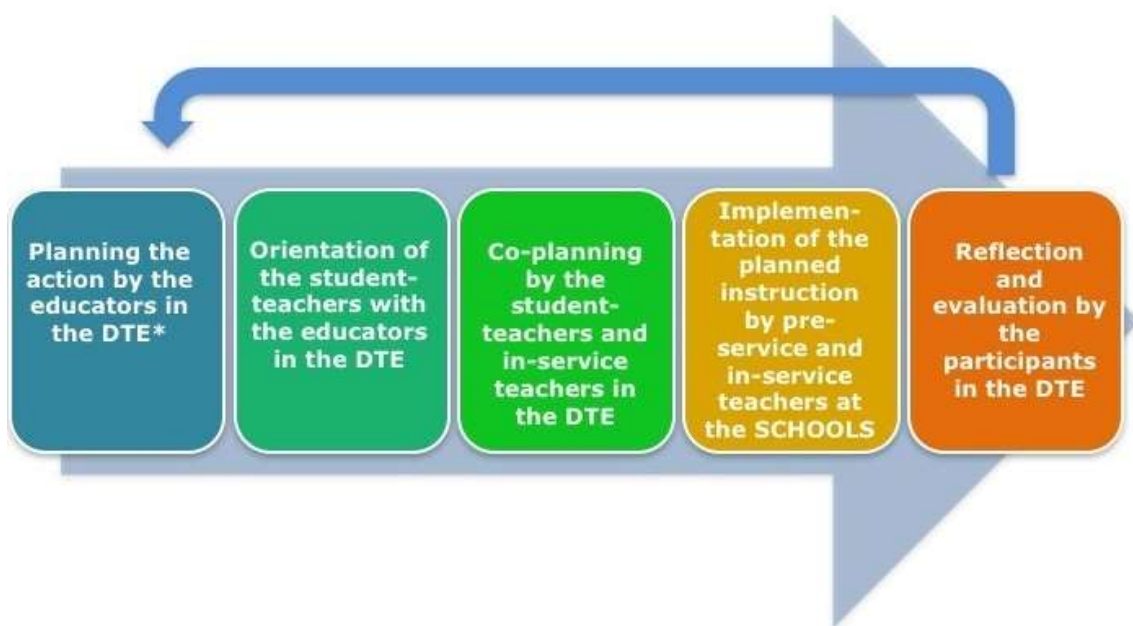 Planning the
action by the
educators in
the DTE*
Orientation of
the student-
teachers with
the educators
in the DTE
Co-planning
by the
student-
teachers and
in-service
teachers in
the DTE
Implemen-
tation of the
planned
instruction
by pre-
service and
in-service
teachers at
the SCHOOLS
Reflection
and
evaluation by
the
participants
in the DTE